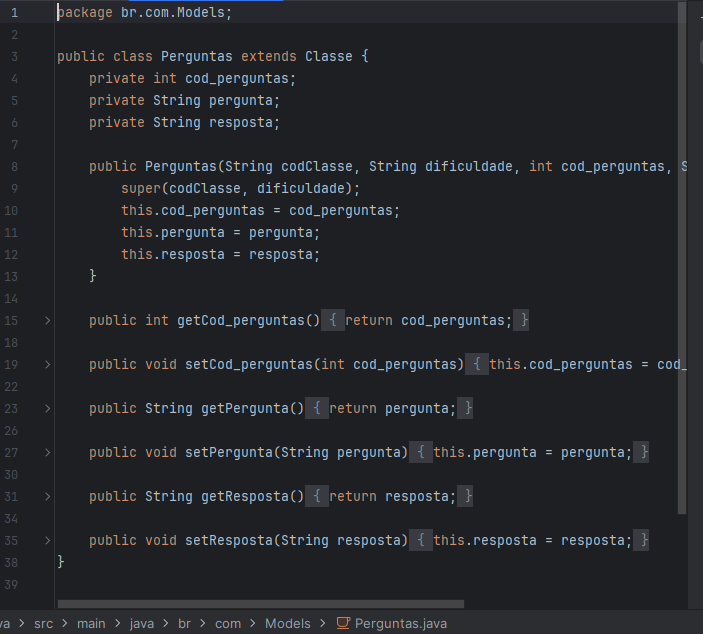 1 package br.com.Models;
2
3 public class Perguntas extends Classe {
4     private int cod_perguntas;
5     private String pergunta;
6     private String resposta;
7
8     public Perguntas(String codClasse, String dificuldade, int cod_perguntas, S
9         super(codClasse, dificuldade);
10         this.cod_perguntas = cod_perguntas;
11         this.pergunta = pergunta;
12         this.resposta = resposta;
13     }
14
15 >     public int getCod_perguntas() { return cod_perguntas; }
18
19 >     public void setCod_perguntas(int cod_perguntas) { this.cod_perguntas = cod_
22
23 >     public String getPergunta() { return pergunta; }
26
27 >     public void setPergunta(String pergunta) { this.pergunta = pergunta; }
30
31 >     public String getResposta() { return resposta; }
34
35 >     public void setResposta(String resposta) { this.resposta = resposta; }
38 }
39
va > src > main > java > br > com > Models > Perguntas.java